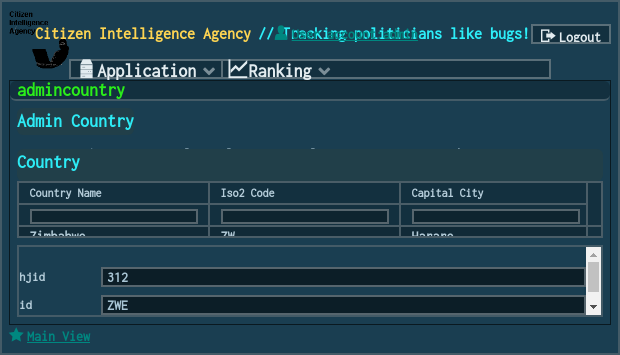 Citizen
Intelligence
Agency
Citizen Intelligence Agency // Tracking politicians like bugs!
Logout
Application
Ranking
admincountry
Admin Country
Country
Country Name
Iso2 Code
Capital City
Zimbabwe
ZW
Harare
hjid
312
id
ZWE
Main View